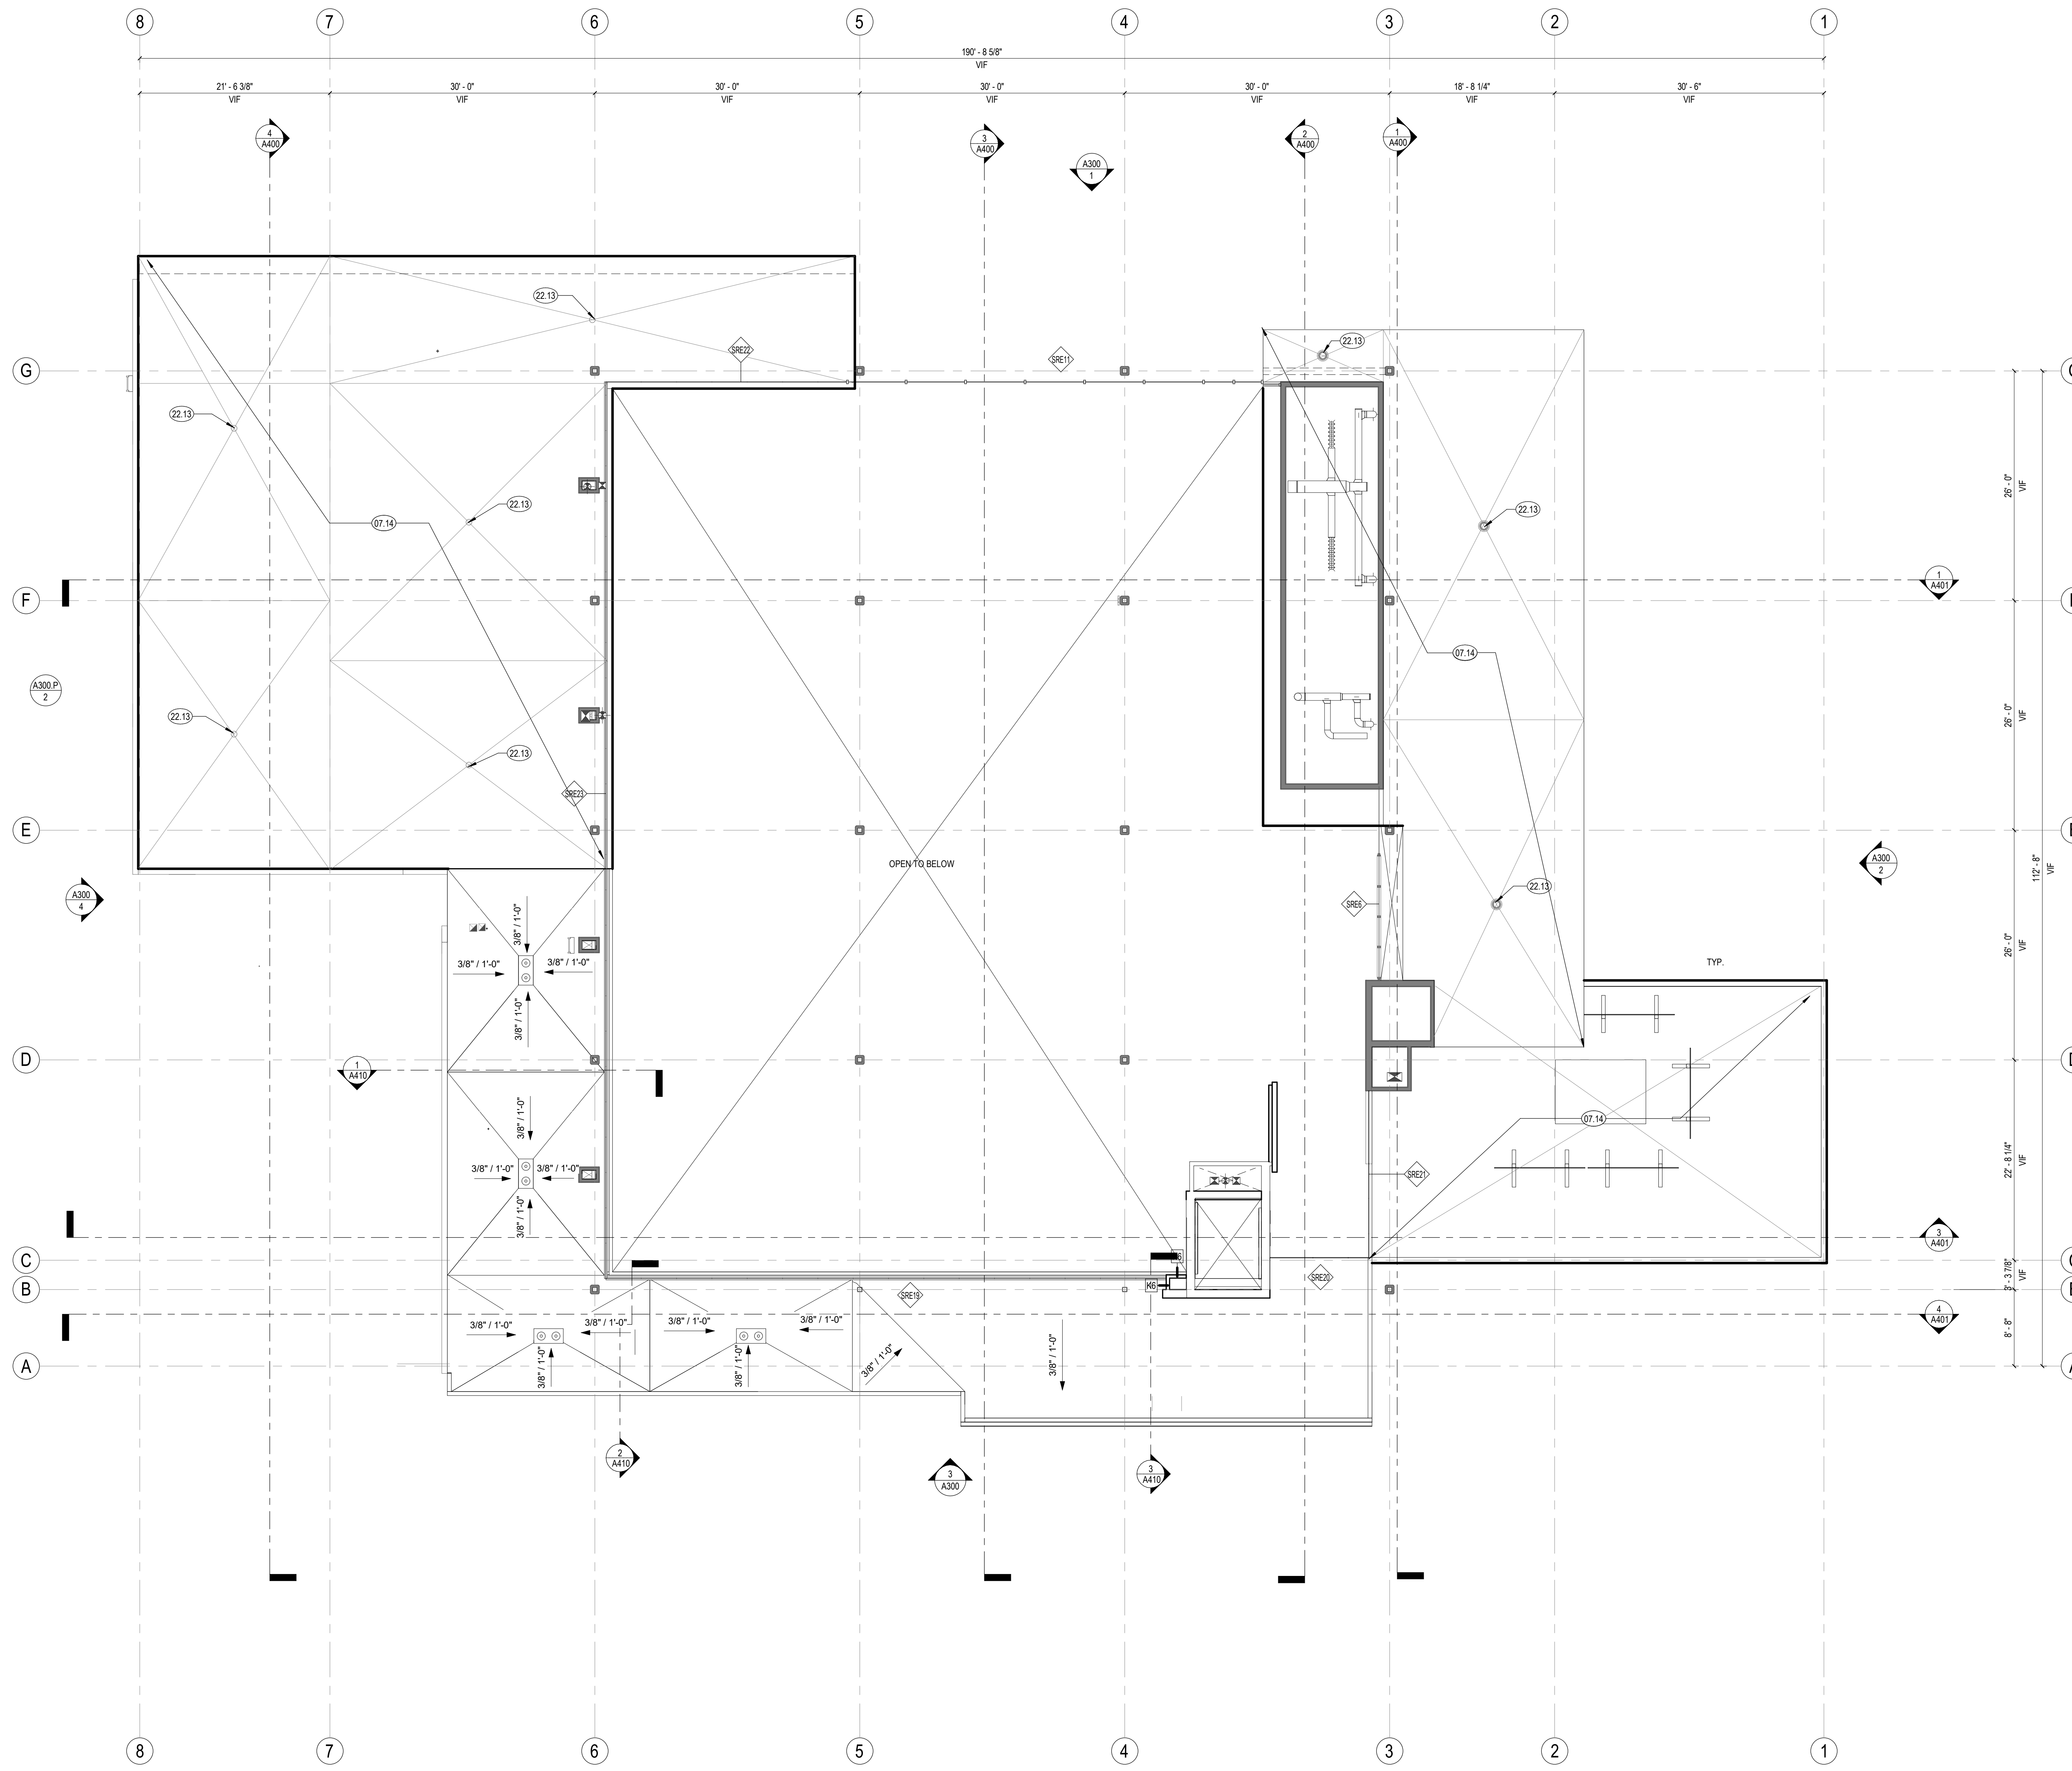 8
7
6
5
4
3
2
1
190' - 8 5/8"
VIF
21' - 6 3/8"
VIF
30' - 0"
VIF
30' - 0"
VIF
30' - 0"
VIF
30' - 0"
VIF
18' - 8 1/4"
VIF
30' - 6"
VIF
4
A400
3
A400
2
A400
1
A400
A300
1
22.13
22.13
SRE22
SRE11
G
22.13
22.13
22.13
07.14
26' - 0"
VIF
F
1
A401
07.14
A300.P
2
22.13
22.13
26' - 0"
VIF
SRE23
E
OPEN TO BELOW
A300
2
112' - 8"
VIF
A300
4
SRE6
22.13
3/8" / 1'-0"
3/8" / 1'-0"
3/8" / 1'-0"
3/8" / 1'-0"
26' - 0"
VIF
TYP.
D
1
A410
07.14
3/8" / 1'-0"
3/8" / 1'-0"
3/8" / 1'-0"
3/8" / 1'-0"
SRE21
22' - 8 1/4"
VIF
3
A401
C
K6
SRE20
3' - 3 7/8"
VIF
B
SRE19
4
A401
3/8" / 1'-0"
3/8" / 1'-0"
3/8" / 1'-0"
3/8" / 1'-0"
3/8" / 1'-0"
3/8" / 1'-0"
3/8" / 1'-0"
3/8" / 1'-0"
8' - 8"
A
2
A410
3
A300
3
A410
8
7
6
5
4
3
2
1